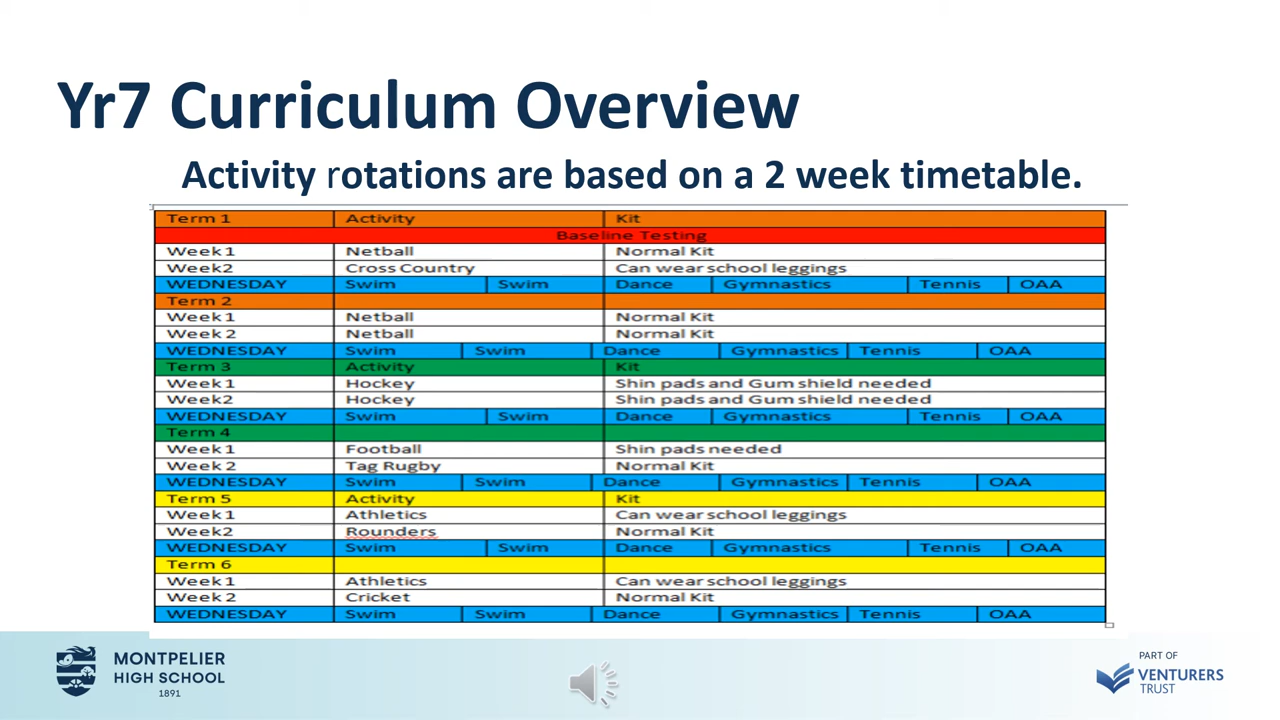 Yr7 Curriculum Overview
Activity rotations are based on a 2 week timetable.
Term 1 Activity Kit
Baseline Testing
Week1 Netball Normal Kit
Week2 Cross Country Can wear school leggings
WEDNESDAY Swim Swim Dance Gymnastics Tennis OAA
Term 2
Week1 Netball Normal Kit
Week 2 Netball Normal Kit
WEDNESDAY Swim Swim Dance Gymnastics Tennis OAA
Term 3 Activity Kit
Week1 Hockey Shin pads and Gum shield needed
Week2 Hockey Shin pads and Gum shield needed
WEDNESDAY Swim Swim Dance Gymnastics Tennis OAA
Term 4
Week1 Football Shin pads needed
Week 2 Tag Rugby Normal Kit
WEDNESDAY Swim Swim Dance Gymnastics Tennis OAA
Term 5 Activity Kit
Week1 Athletics Can wear school leggings
Week2 Rounders Normal Kit
WEDNESDAY Swim Swim Dance Gymnastics Tennis OAA
Term 6
Week1 Athletics Can wear school leggings
Week 2 Cricket Normal Kit
WEDNESDAY Swim Swim Dance Gymnastics Tennis OAA
MONTPELIER
HIGH SCHOOL
1891
PART OF
VENTURERS
TRUST